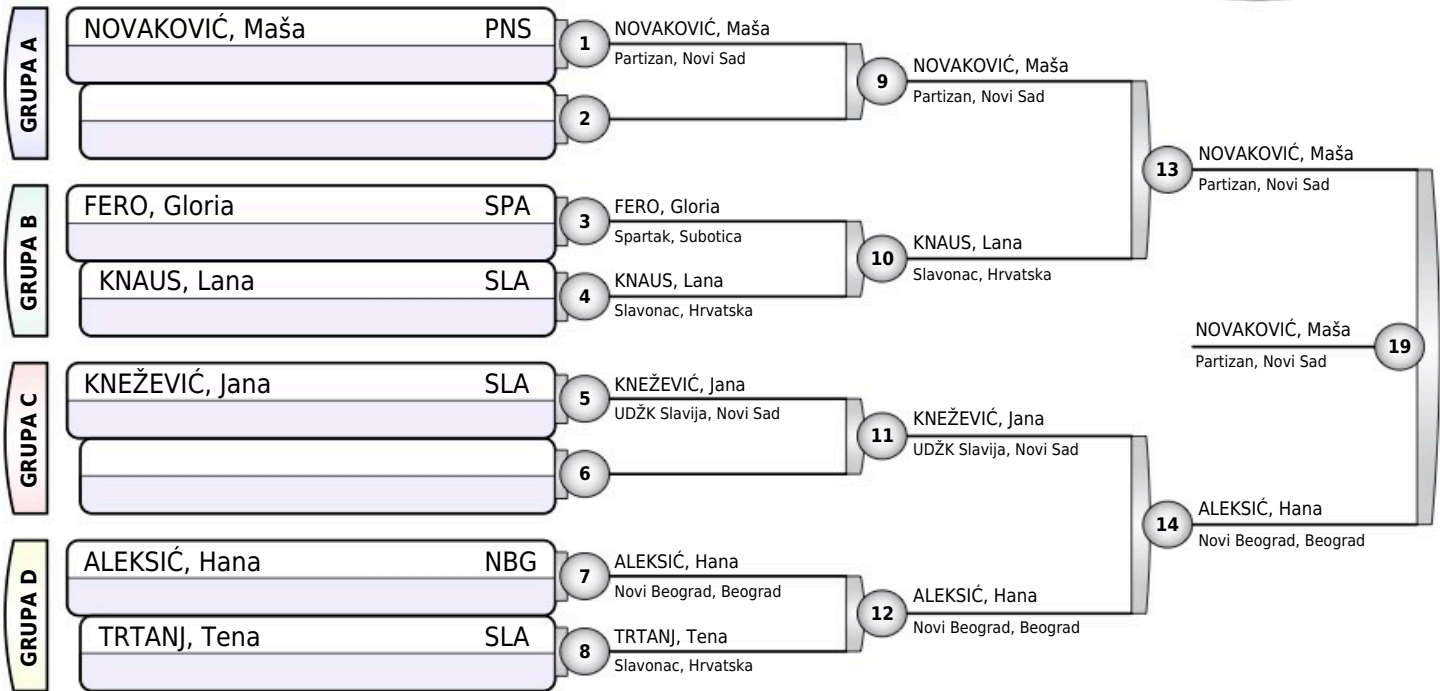 GRUPA A
NOVAKOVIĆ, Maša PNS
1
NOVAKOVIĆ, Maša
Partizan, Novi Sad
2
9
NOVAKOVIĆ, Maša
Partizan, Novi Sad
GRUPA B
FERO, Gloria SPA
3
FERO, Gloria
Spartak, Subotica
KNAUS, Lana SLA
4
KNAUS, Lana
Slavonac, Hrvatska
10
KNAUS, Lana
Slavonac, Hrvatska
13
NOVAKOVIĆ, Maša
Partizan, Novi Sad
GRUPA C
KNEŽEVIĆ, Jana SLA
5
KNEŽEVIĆ, Jana
UDŽK Slavija, Novi Sad
6
11
KNEŽEVIĆ, Jana
UDŽK Slavija, Novi Sad
GRUPA D
ALEKSIĆ, Hana NBG
7
ALEKSIĆ, Hana
Novi Beograd, Beograd
TRTANJ, Tena SLA
8
TRTANJ, Tena
Slavonac, Hrvatska
12
ALEKSIĆ, Hana
Novi Beograd, Beograd
14
ALEKSIĆ, Hana
Novi Beograd, Beograd
NOVAKOVIĆ, Maša
Partizan, Novi Sad
19